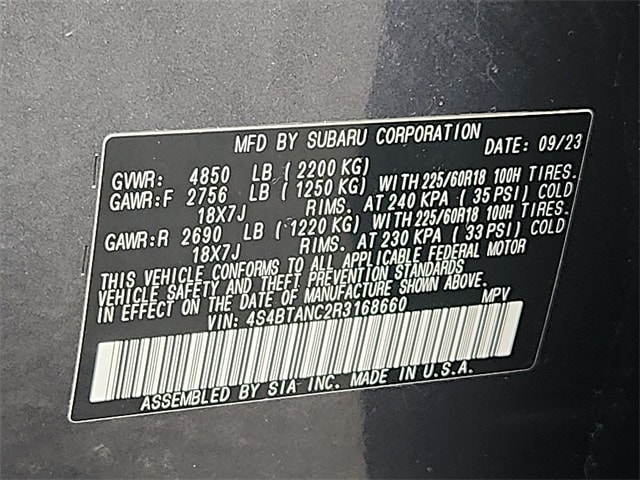 MFD BY SUBARU CORPORATION DATE: 09/23
GVWR: 4850 LB (2200 KG)
GAWR:F 2756 LB (1250 KG) WITH 225/60R18 100H TIRES.
18X7J RIMS. AT 240 KPA (35 PSI) COLD
GAWR:R 2690 LB (1220 KG) WITH 225/60R18 100H TIRES.
18X7J RIMS. AT 230 KPA (33 PSI) COLD
THIS VEHICLE CONFORMS TO ALL APPLICABLE FEDERAL MOTOR
VEHICLE SAFETY AND THEFT PREVENTION STANDARDS
IN EFFECT ON THE DATE OF MANUFACTURE SHOWN ABOVE.
VIN: 4S4BTANC2R3168660 MPV
ASSEMBLED BY SIA INC. MADE IN U.S.A.